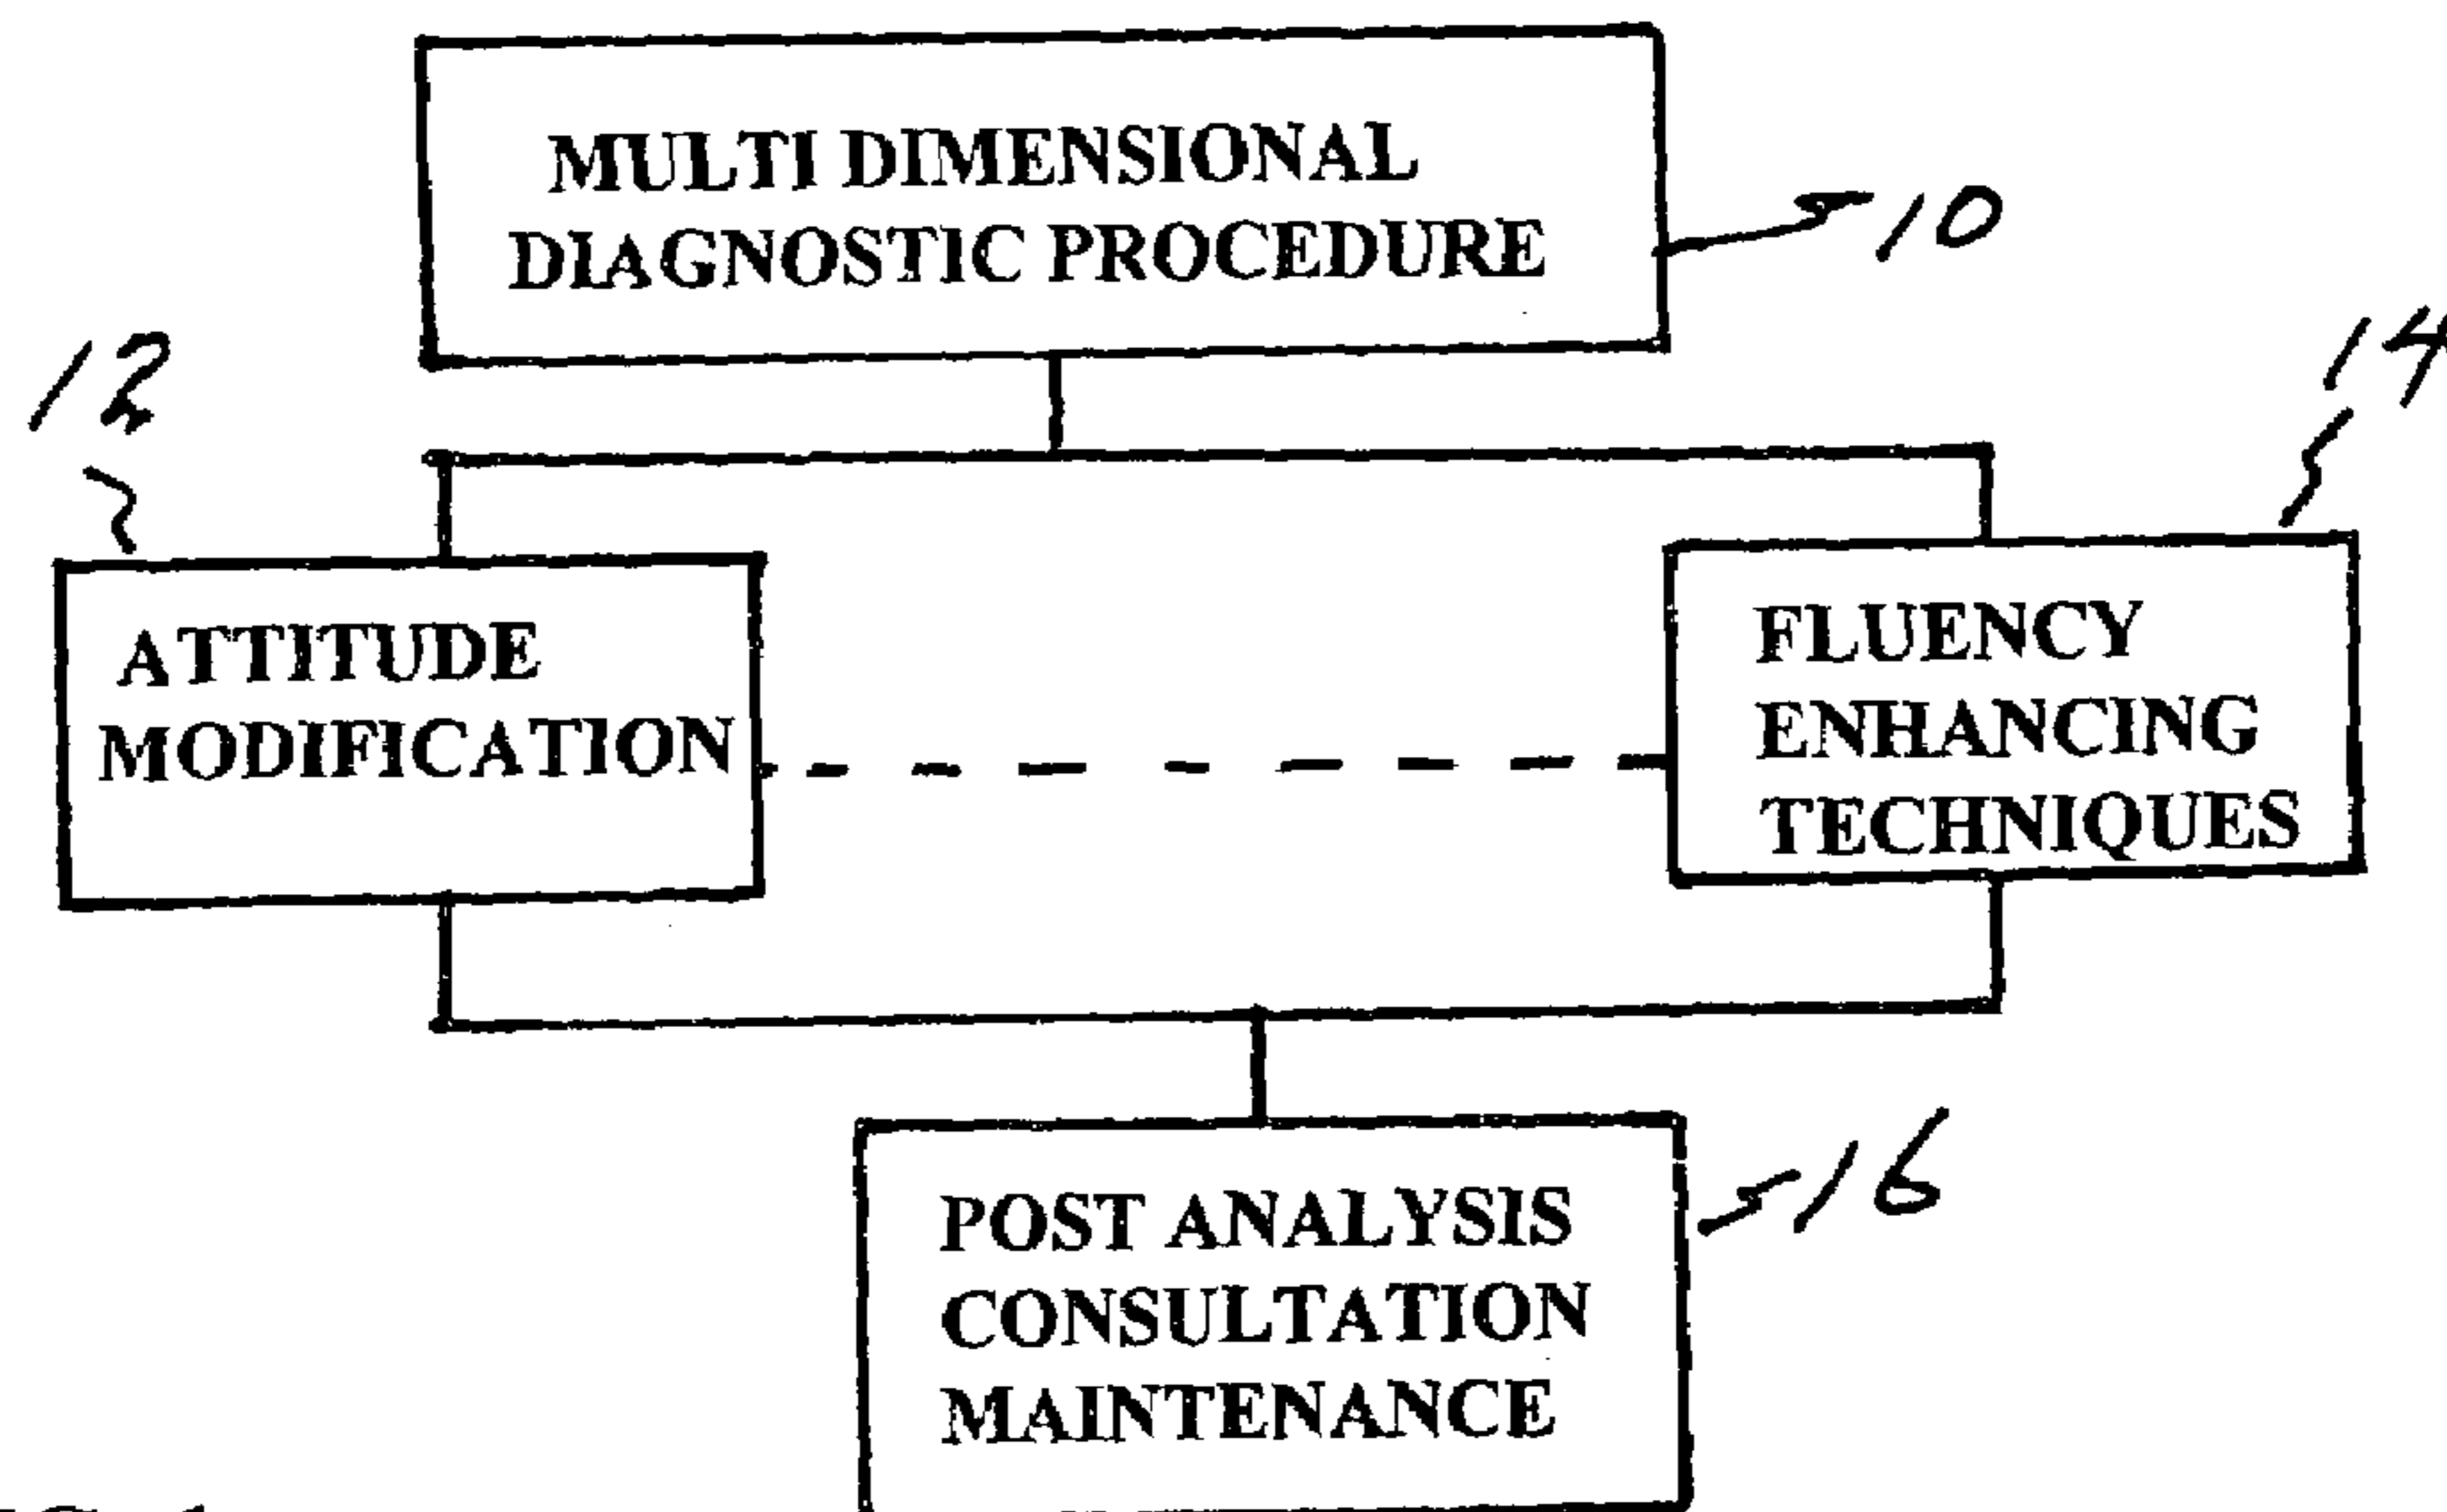 MULTI DIMENSIONAL
DIAGNOSTIC PROCEDURE
10
12
14
ATTITUDE
MODIFICATION
FLUENCY
ENHANCING
TECHNIQUES
POST ANALYSIS
CONSULTATION
MAINTENANCE
16